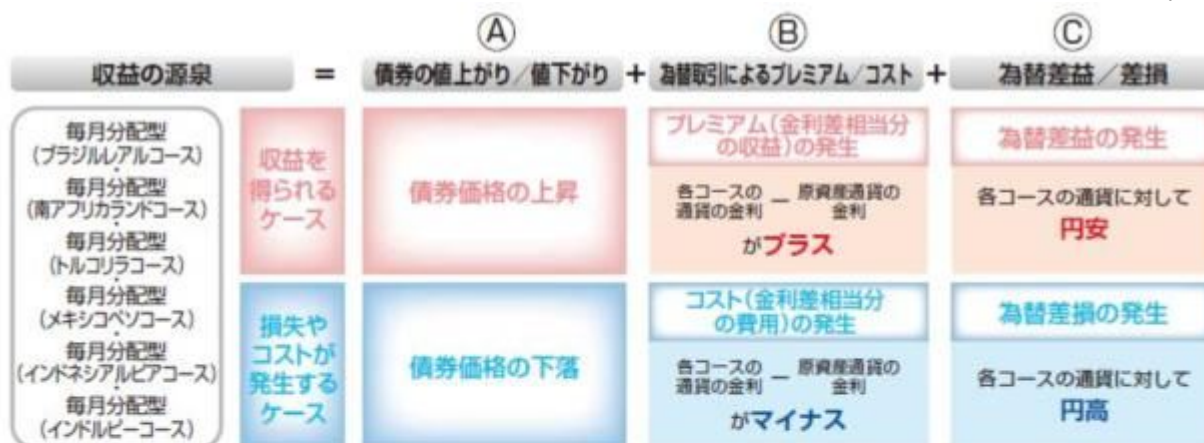 Ⓐ Ⓑ Ⓒ
収益の源泉 = 債券の値上がり／値下がり + 為替取引によるプレミアム／コスト + 為替差益／差損
毎月分配型
(ブラジルレアルコース)
・
毎月分配型
(南アフリカランドコース)
・
毎月分配型
(トルコリラコース)
・
毎月分配型
(メキシコペソコース)
・
毎月分配型
(インドネシアルピアコース)
・
毎月分配型
(インドルピーコース)
収益を
得られる
ケース
債券価格の上昇
プレミアム(金利差相当分
の収益)の発生
各コースの
通貨の金利
－
原資産通貨の
金利
がプラス
為替差益の発生
各コースの通貨に対して
円安
損失や
コストが
発生する
ケース
債券価格の下落
コスト(金利差相当分
の費用)の発生
各コースの
通貨の金利
－
原資産通貨の
金利
がマイナス
為替差損の発生
各コースの通貨に対して
円高